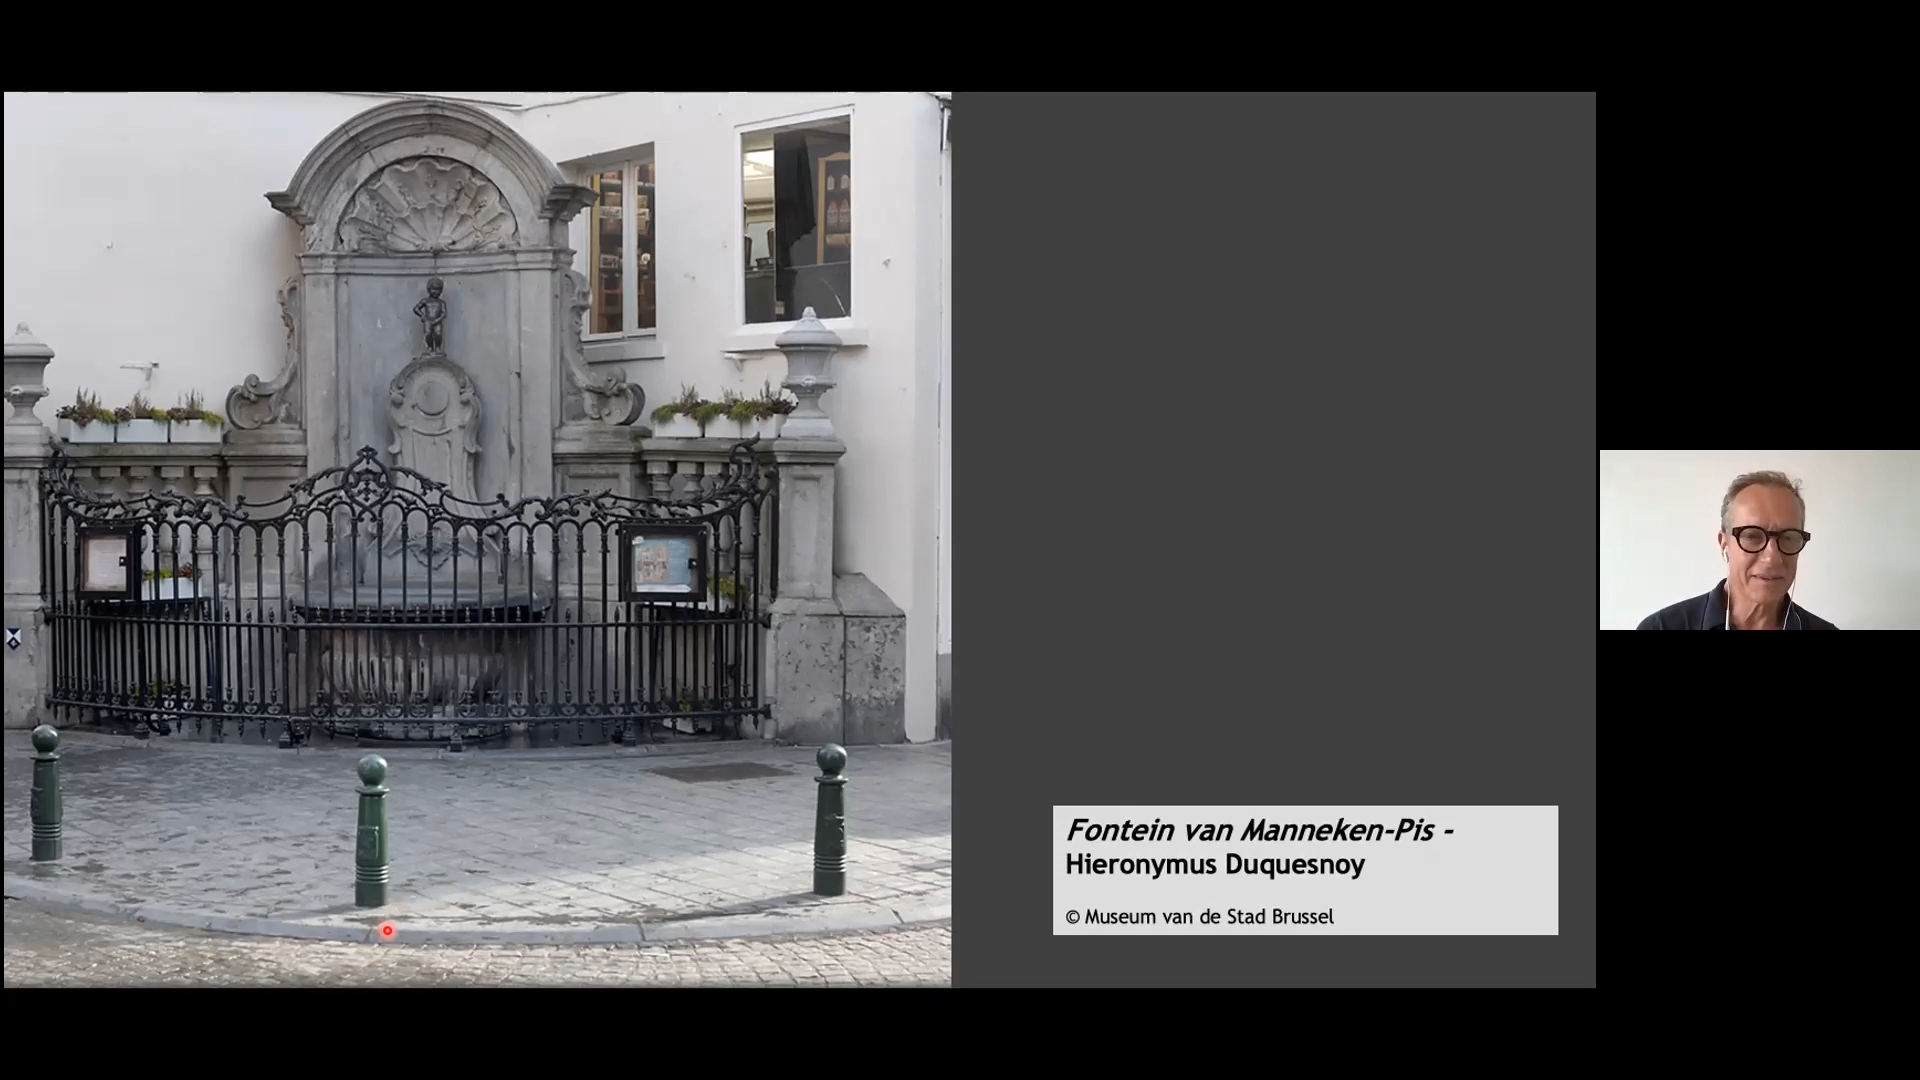 Fontein van Manneken-Pis -
Hieronymus Duquesnoy
© Museum van de Stad Brussel